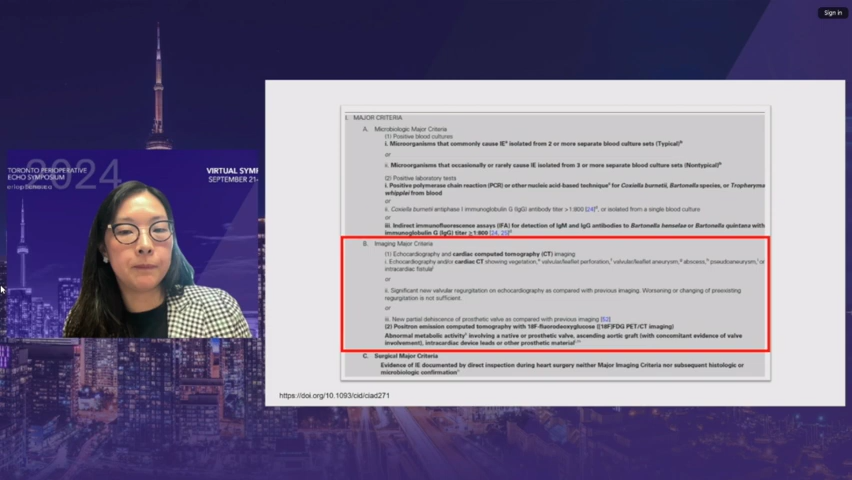 Sign in
2024
TORONTO PERIOPERATIVE
ECHO SYMPOSIUM
VIRTUAL SYMP
SEPTEMBER 21-
I. MAJOR CRITERIA
A. Microbiologic Major Criteria
(1) Positive blood cultures
i. Microorganisms that commonly cause IE isolated from 2 or more separate blood culture sets (Typical)
or
ii. Microorganisms that occasionally or rarely cause IE isolated from 3 or more separate blood culture sets (Nontypical)
(2) Positive laboratory tests
i. Positive polymerase chain reaction (PCR) or other nucleic acid-based technique for Coxiella burnetii, Bartonella species, or Tropheryma
whipplei from blood
or
ii. Coxiella burnetii antiphase I immunoglobulin G (IgG) antibody titer >1:800 [24], or isolated from a single blood culture
or
iii. Indirect immunofluorescence assays (IFA) for detection of IgM and IgG antibodies to Bartonella henselae or Bartonella quintana with
immunoglobulin G (IgG) titer ≥1:800 [24, 25]
B. Imaging Major Criteria
(1) Echocardiography and cardiac computed tomography (CT) imaging
i. Echocardiography and/or cardiac CT showing vegetation, valvular/leaflet perforation, valvular/leaflet aneurysm, abscess, pseudoaneurysm, or
intracardiac fistula
or
ii. Significant new valvular regurgitation on echocardiography as compared with previous imaging. Worsening or changing of preexisting
regurgitation is not sufficient.
or
iii. New partial dehiscence of prosthetic valve as compared with previous imaging [52]
(2) Positron emission computed tomography with 18F-fluorodeoxyglucose ([18F]FDG PET/CT imaging)
Abnormal metabolic activity involving a native or prosthetic valve, ascending aortic graft (with concomitant evidence of valve
involvement), intracardiac device leads or other prosthetic material
C. Surgical Major Criteria
Evidence of IE documented by direct inspection during heart surgery neither Major Imaging Criteria nor subsequent histologic or
microbiologic confirmation
https://doi.org/10.1093/cid/ciad271